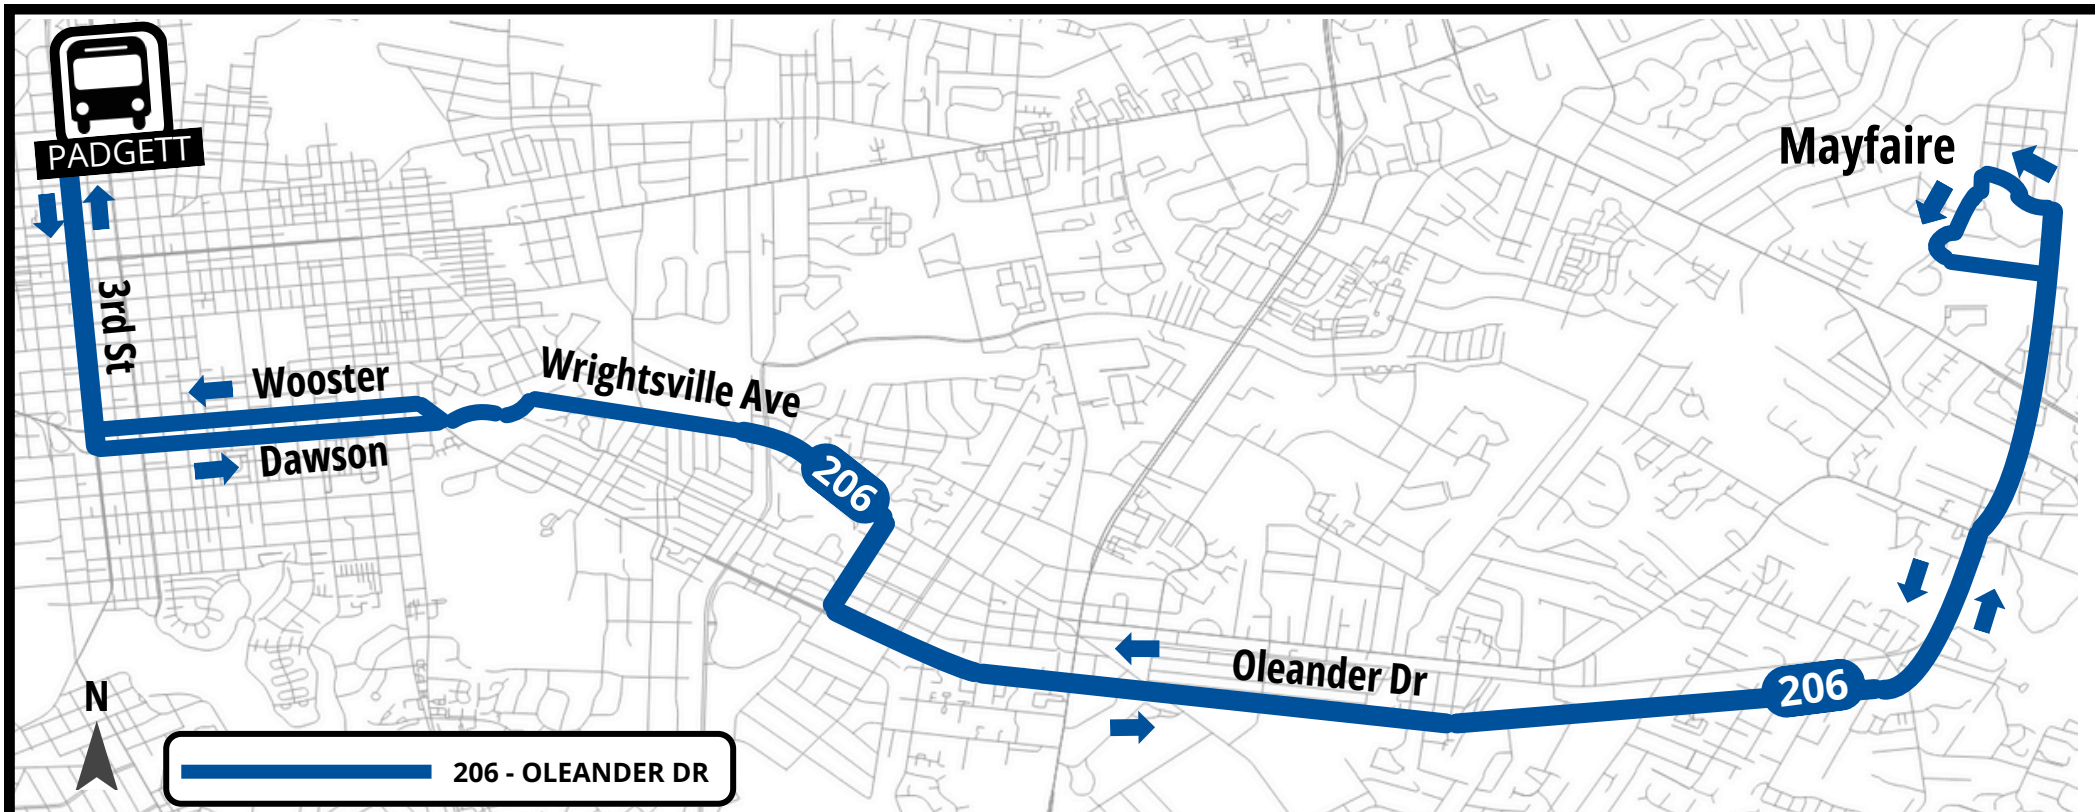 PADGETT
Mayfaire
3rd St
Wooster
Wrightsville Ave
Dawson
206
Oleander Dr
206
N
206 - OLEANDER DR